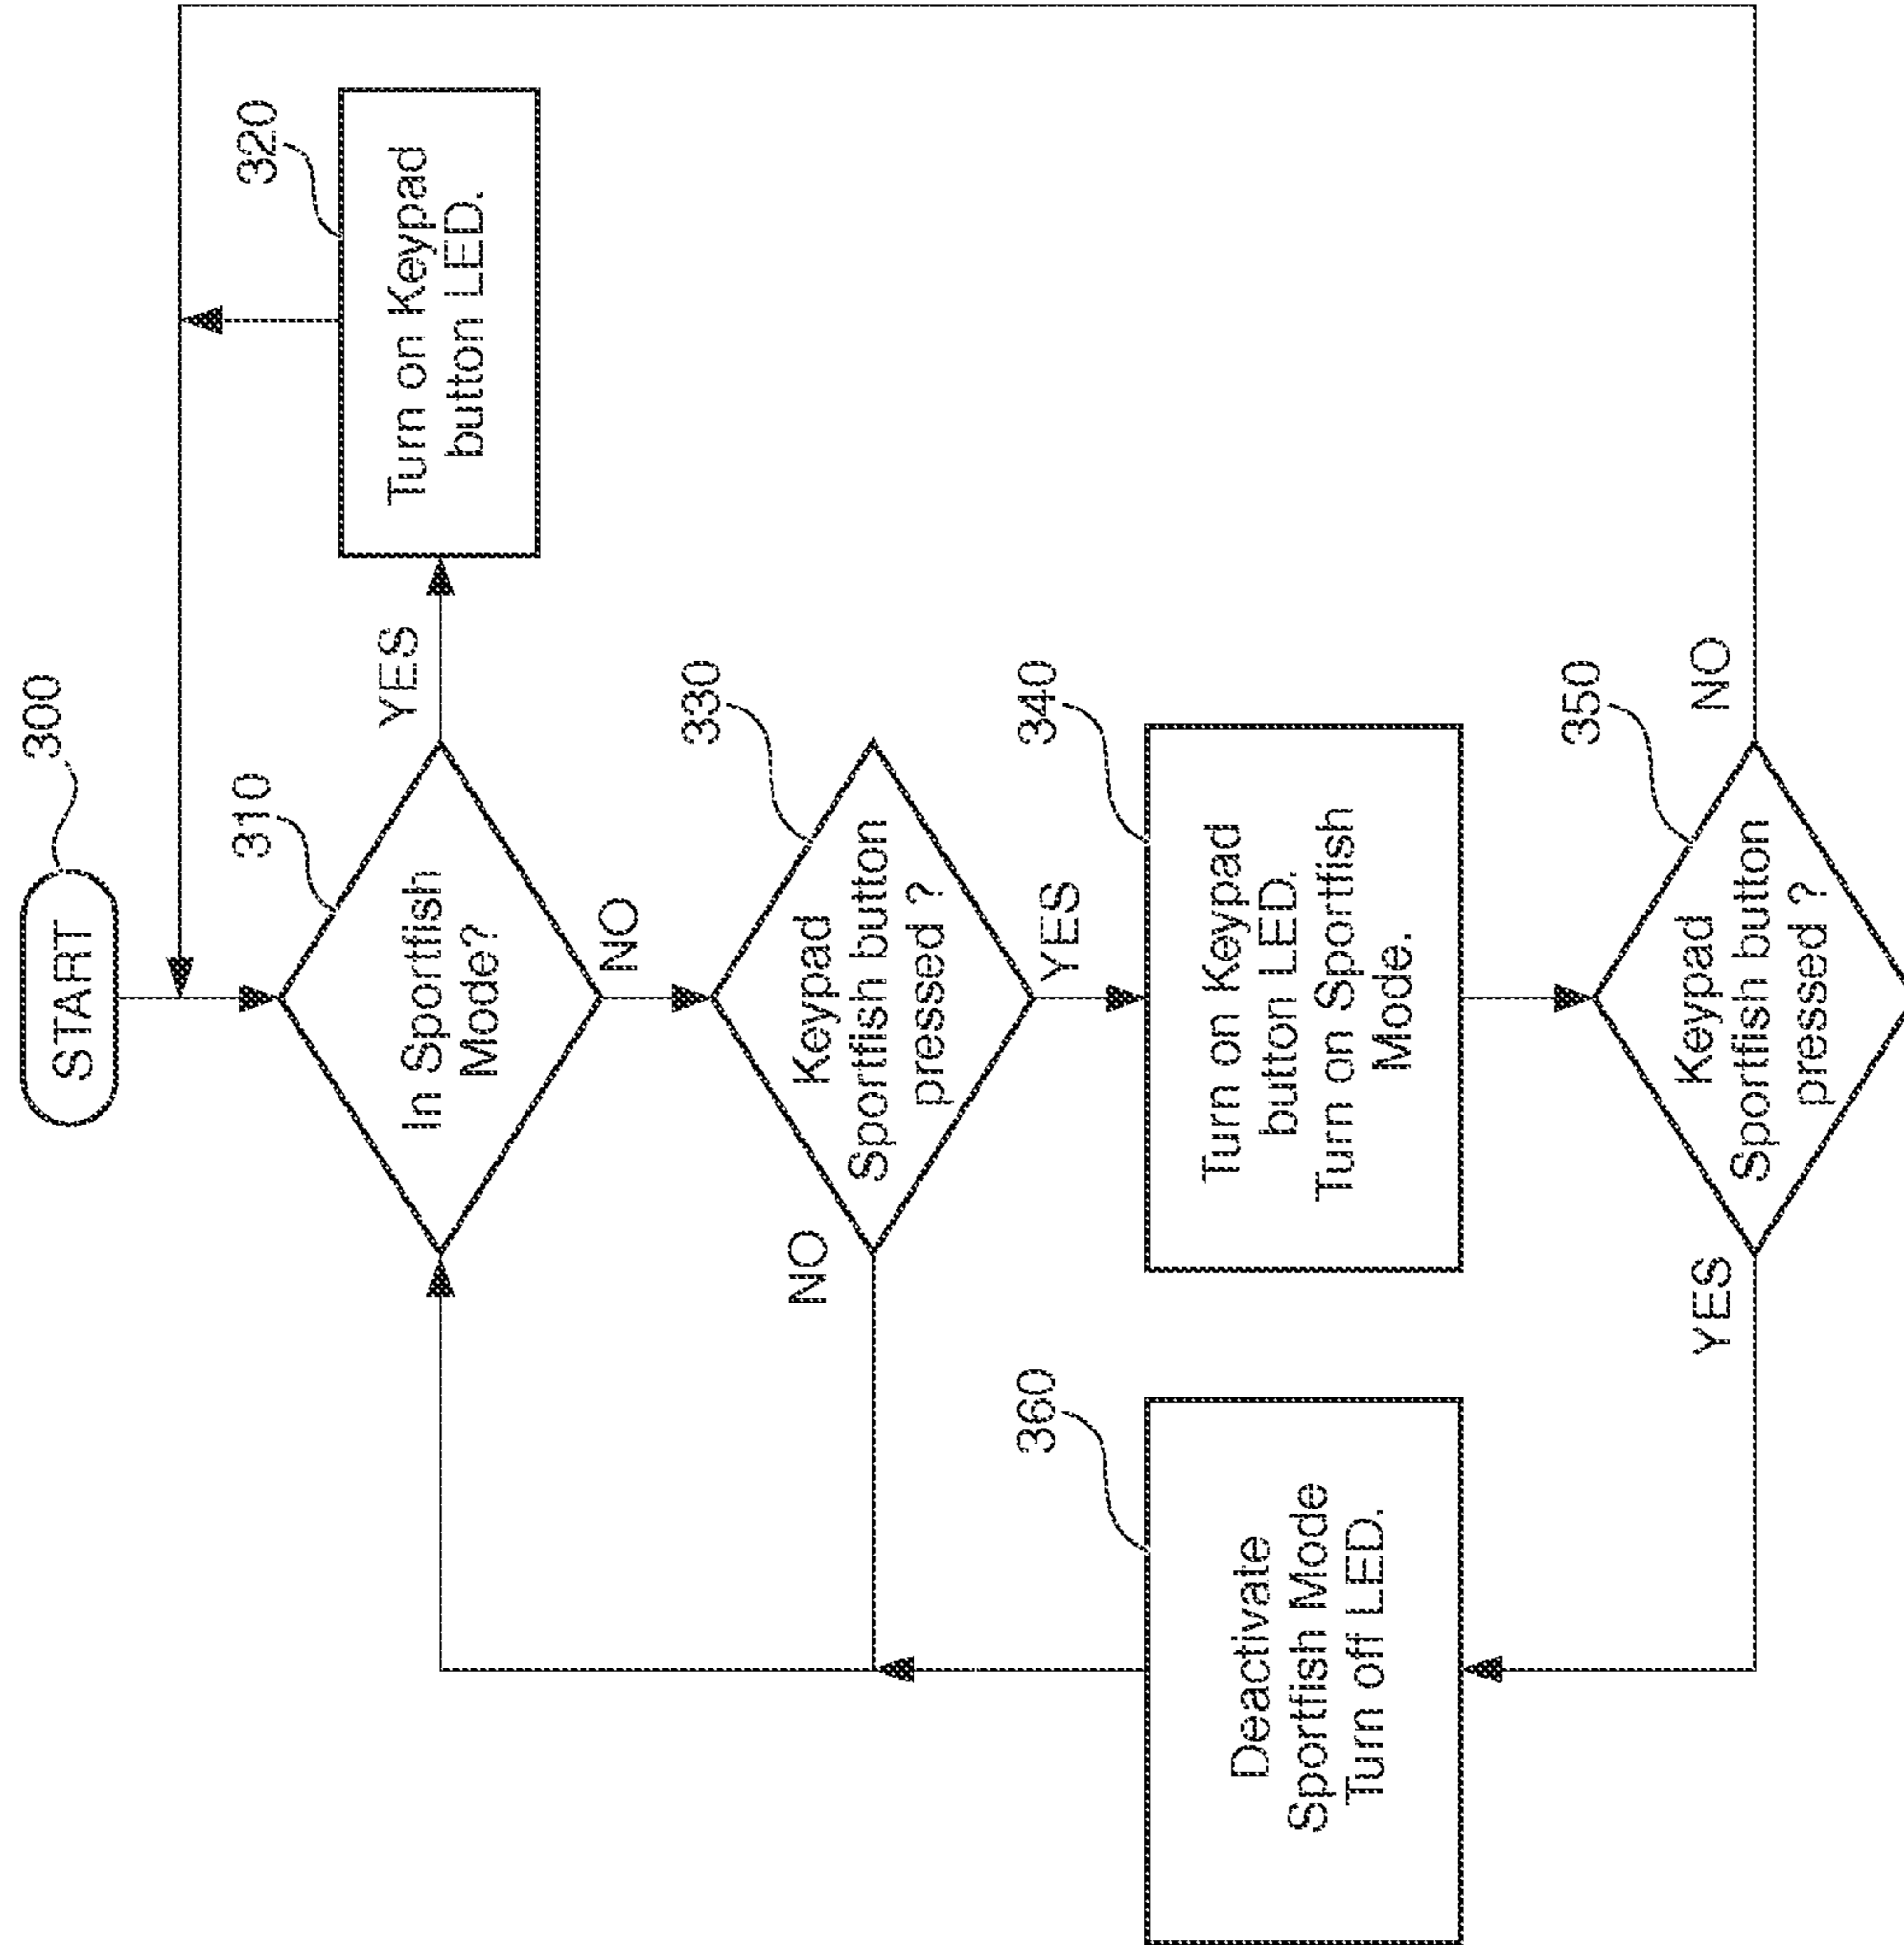 START
300
In Sportfish
Mode?
310
YES
NO
Turn on Keypad
button LED.
320
Keypad
Sportfish button
pressed ?
330
NO
YES
Turn on Keypad
button LED.
Turn on Sportfish
Mode.
340
Keypad
Sportfish button
pressed ?
350
YES
NO
Deactivate
Sportfish Mode
Turn off LED.
360